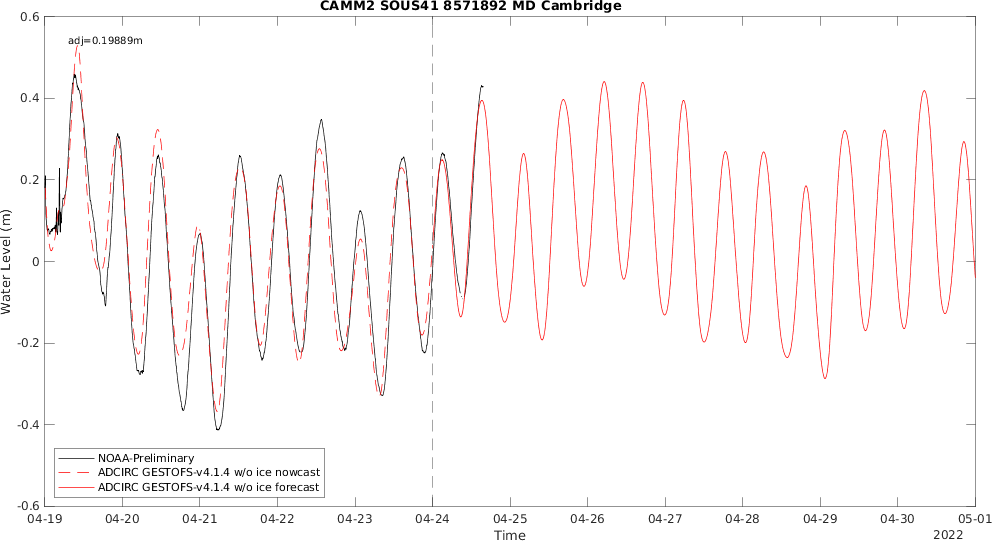 CAMM2 SOUS41 8571892 MD Cambridge
adj=0.19889m
0.6
0.4
0.2
0
-0.2
-0.4
-0.6
Water Level (m)
NOAA-Preliminary
ADCIRC GESTOFS-v4.1.4 w/o ice nowcast
ADCIRC GESTOFS-v4.1.4 w/o ice forecast
04-19 04-20 04-21 04-22 04-23 04-24 04-25 04-26 04-27 04-28 04-29 04-30 05-01
Time
2022